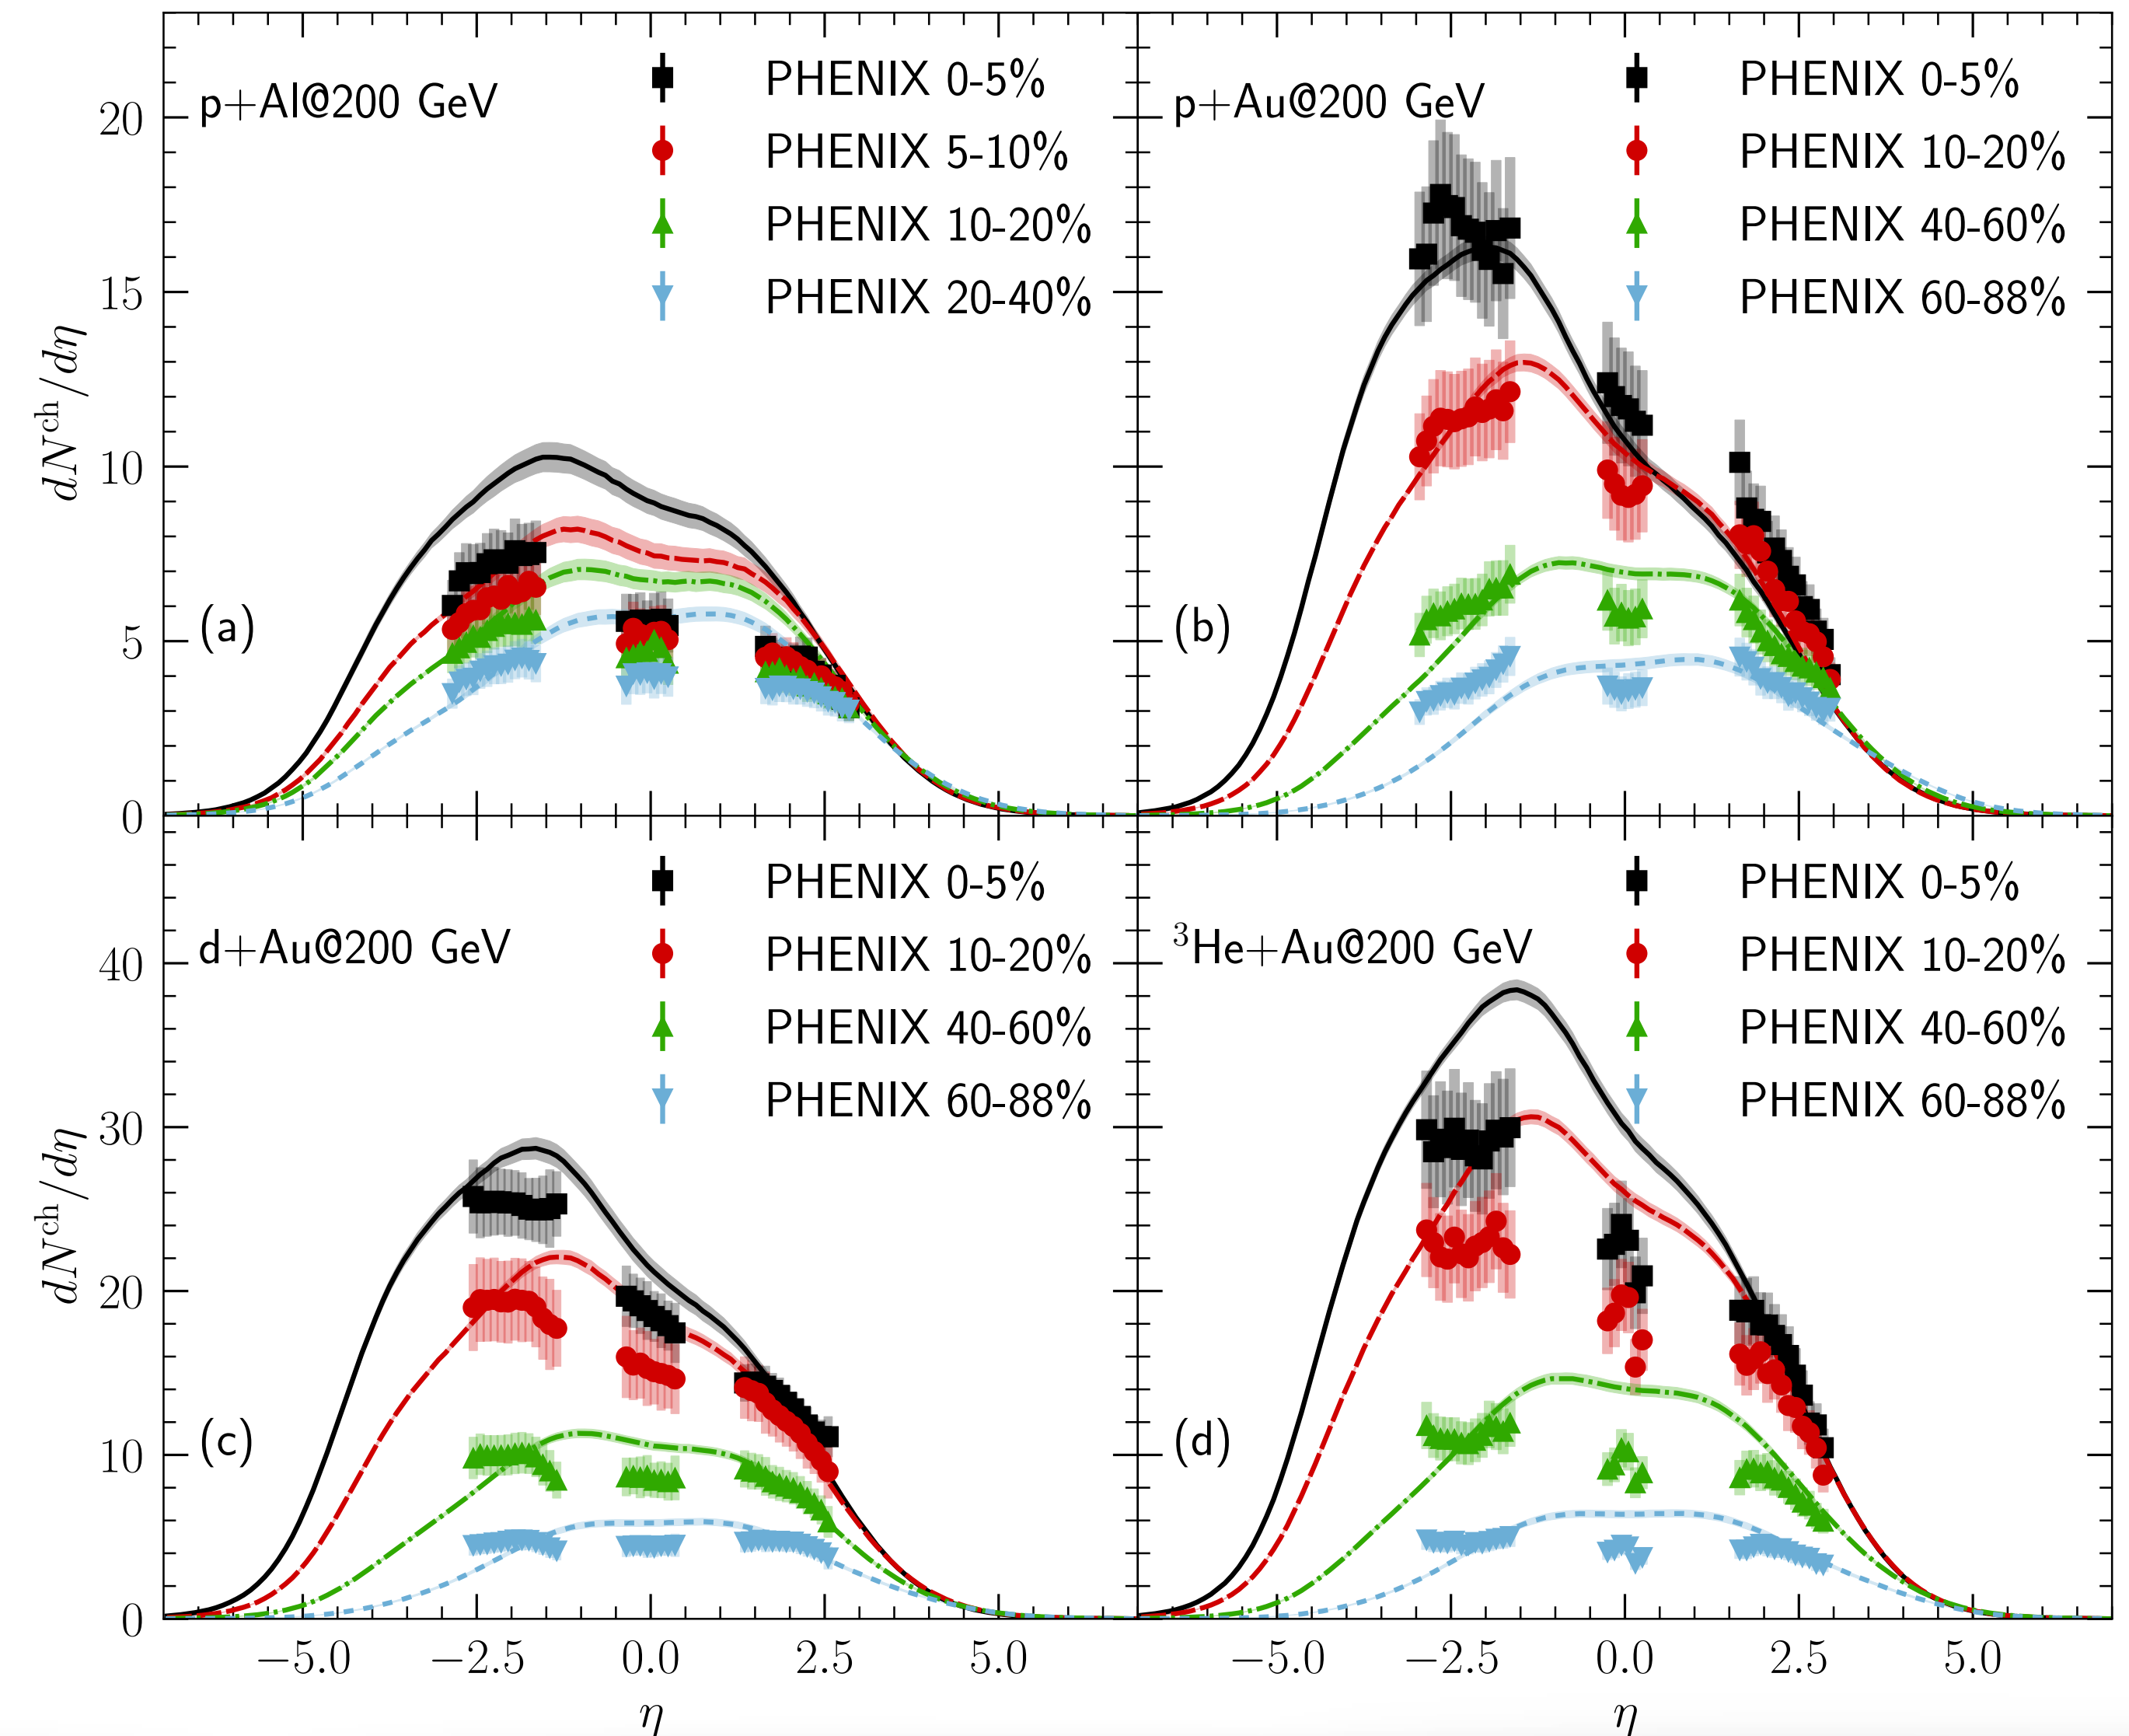 p+Al@200 GeV
PHENIX 0-5%
PHENIX 5-10%
PHENIX 10-20%
PHENIX 20-40%
(a)
20
15
10
5
0
dN^ch/dη
p+Au@200 GeV
PHENIX 0-5%
PHENIX 10-20%
PHENIX 40-60%
PHENIX 60-88%
(b)
d+Au@200 GeV
PHENIX 0-5%
PHENIX 10-20%
PHENIX 40-60%
PHENIX 60-88%
(c)
40
30
20
10
0
dN^ch/dη
−5.0 −2.5 0.0 2.5 5.0
η
³He+Au@200 GeV
PHENIX 0-5%
PHENIX 10-20%
PHENIX 40-60%
PHENIX 60-88%
(d)
−5.0 −2.5 0.0 2.5 5.0
η